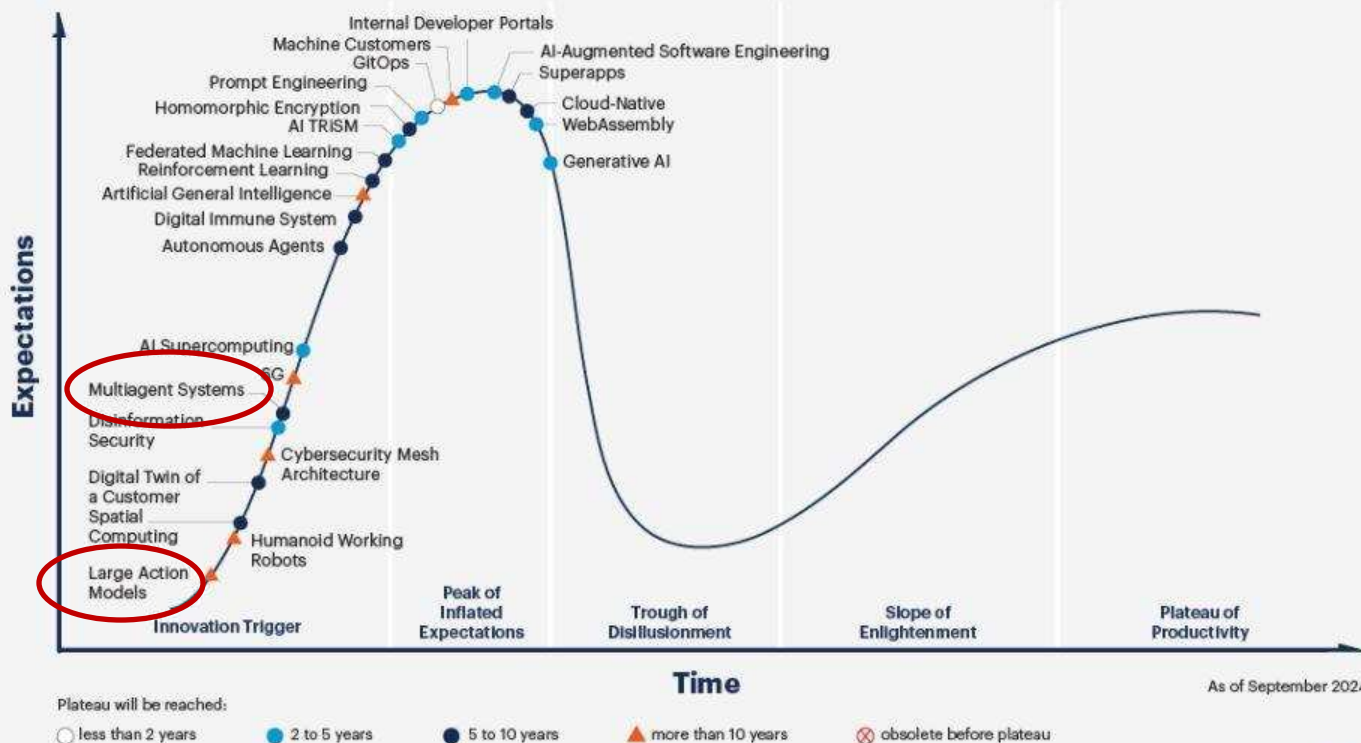 Internal Developer Portals
Machine Customers
GitOps
Prompt Engineering
Homomorphic Encryption
AI TRiSM
Federated Machine Learning
Reinforcement Learning
Artificial General Intelligence
Digital Immune System
Autonomous Agents
AI Supercomputing
6G
Multiagent Systems
Disinformation
Security
Cybersecurity Mesh
Architecture
Digital Twin of
a Customer
Spatial
Computing
Humanoid Working
Robots
Large Action
Models
AI-Augmented Software Engineering
Superapps
Cloud-Native
WebAssembly
Generative AI
Expectations
Innovation Trigger
Peak of
Inflated
Expectations
Trough of
Disillusionment
Slope of
Enlightenment
Plateau of
Productivity
Time
As of September
Plateau will be reached:
less than 2 years
2 to 5 years
5 to 10 years
more than 10 years
obsolete before plateau